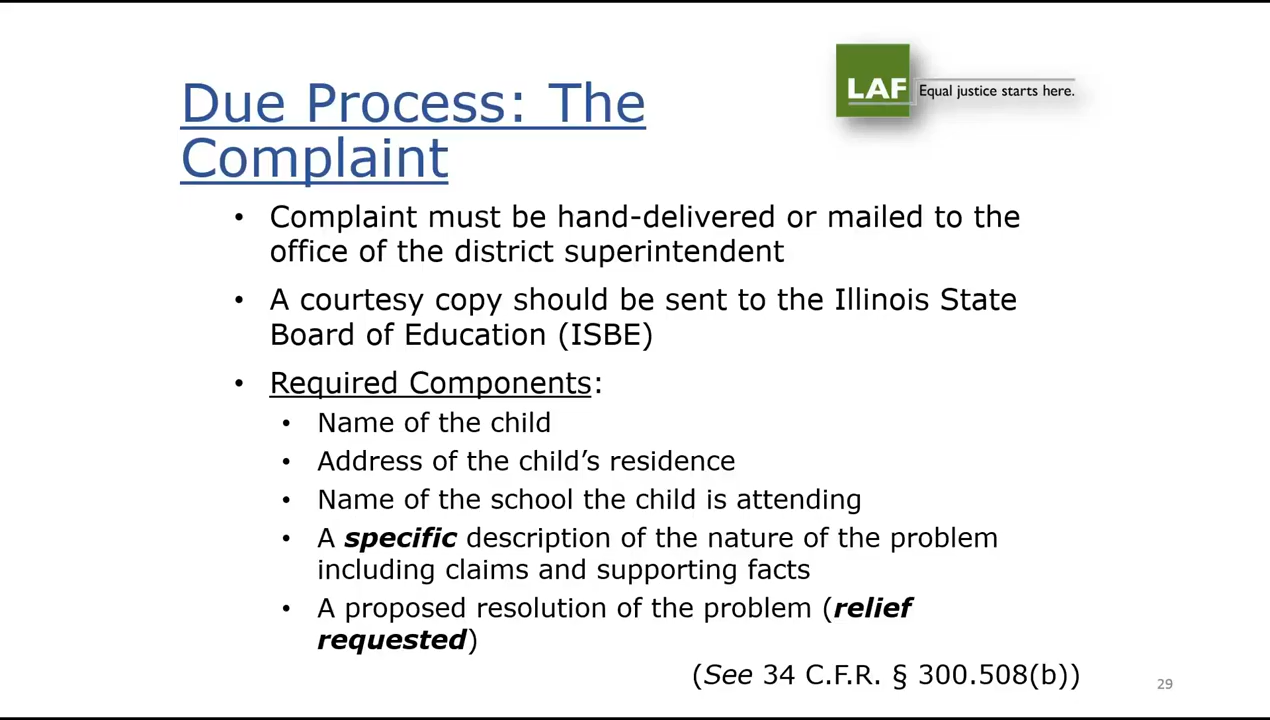 Due Process: The
Complaint
LAF Equal justice starts here.
• Complaint must be hand-delivered or mailed to the
office of the district superintendent
• A courtesy copy should be sent to the Illinois State
Board of Education (ISBE)
• Required Components:
• Name of the child
• Address of the child’s residence
• Name of the school the child is attending
• A specific description of the nature of the problem
including claims and supporting facts
• A proposed resolution of the problem (relief
requested)
(See 34 C.F.R. § 300.508(b))
29